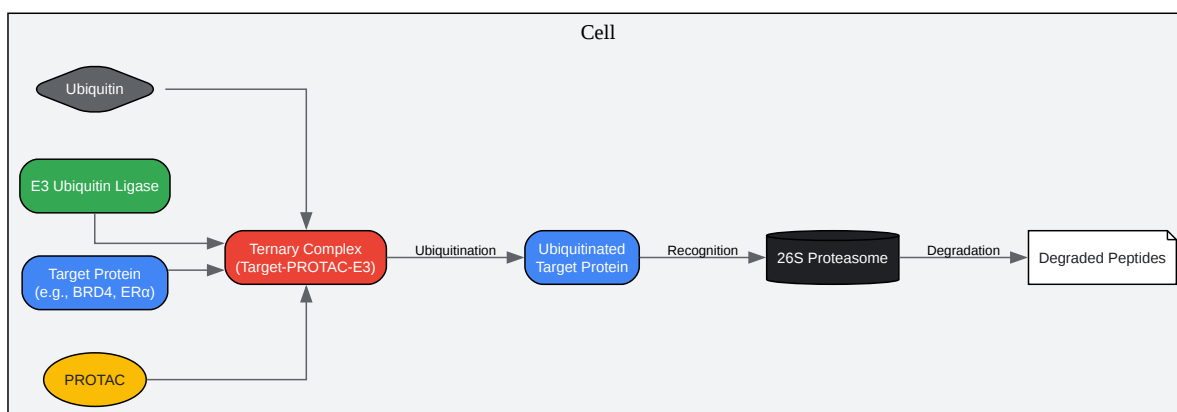 Cell
Ubiquitin
E3 Ubiquitin Ligase
Target Protein
(e.g., BRD4, ERα)
PROTAC
Ternary Complex
(Target-PROTAC-E3)
Ubiquitination
Ubiquitinated
Target Protein
Recognition
26S Proteasome
Degradation
Degraded Peptides